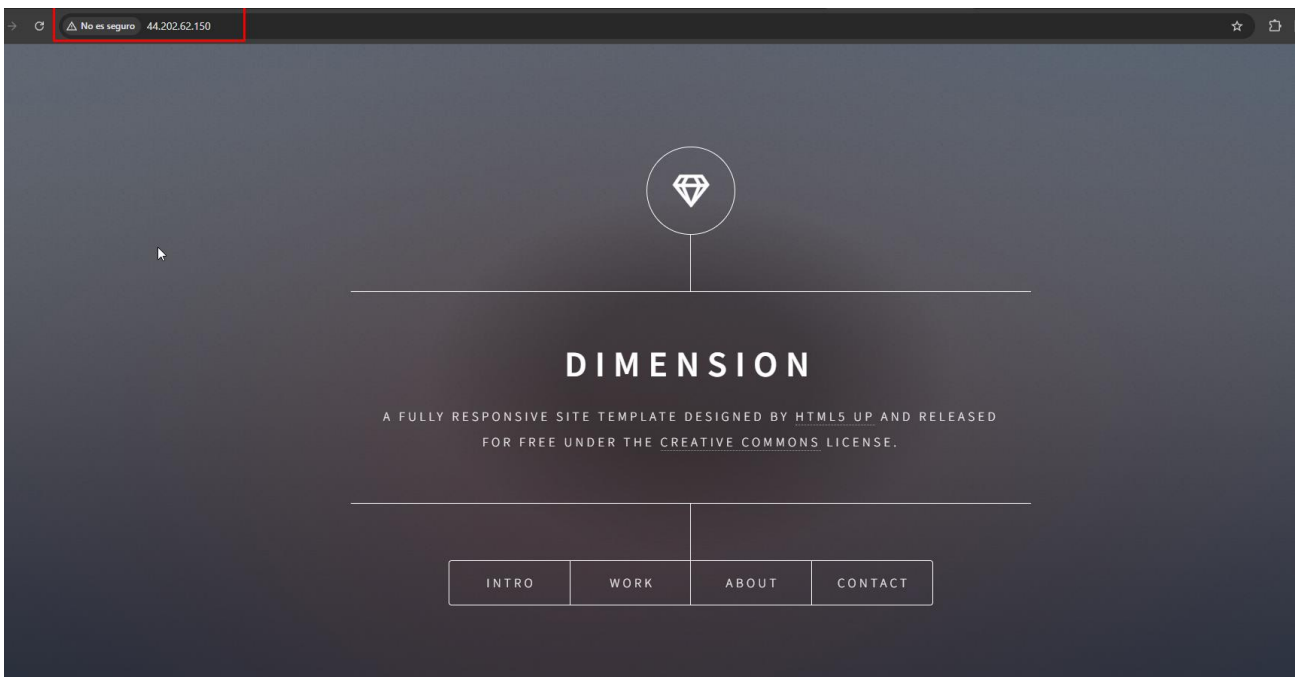 No es seguro 44.202.62.150
DIMENSION
A FULLY RESPONSIVE SITE TEMPLATE DESIGNED BY HTML5 UP AND RELEASED
FOR FREE UNDER THE CREATIVE COMMONS LICENSE.
INTRO WORK ABOUT CONTACT